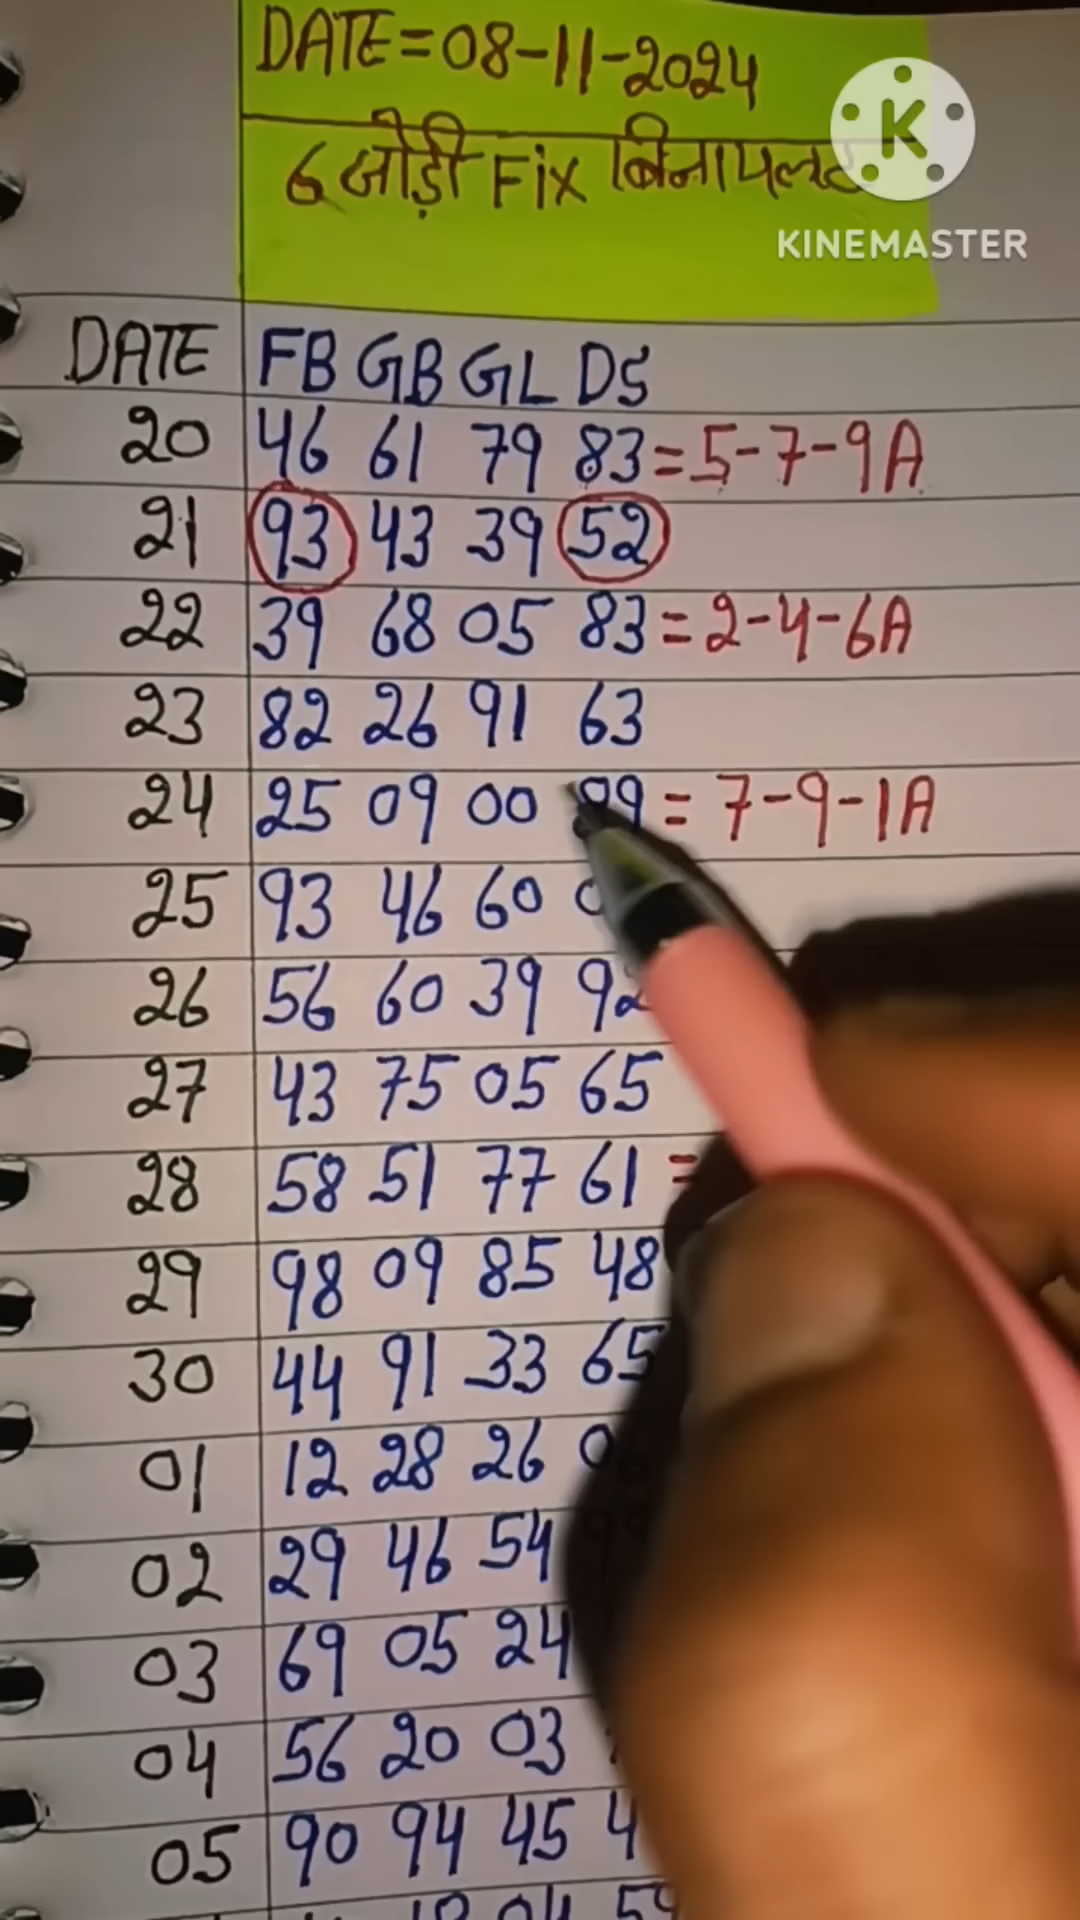 DATE=08-11-2024
6 जोड़ी Fix बिना पलट
K
KINEMASTER
DATE FB GB GL DS
20 46 61 79 83 = 5-7-9A
21 93 43 39 52
22 39 68 05 83 = 2-4-6A
23 82 26 91 63
24 25 09 00 99 = 7-9-1A
25 93 46 60
26 56 60 39 92
27 43 75 05 65
28 58 51 77 61 =
29 98 09 85 48
30 44 91 33 65
01 12 28 26
02 29 46 54
03 69 05 24
04 56 20 03
05 90 94 45 4